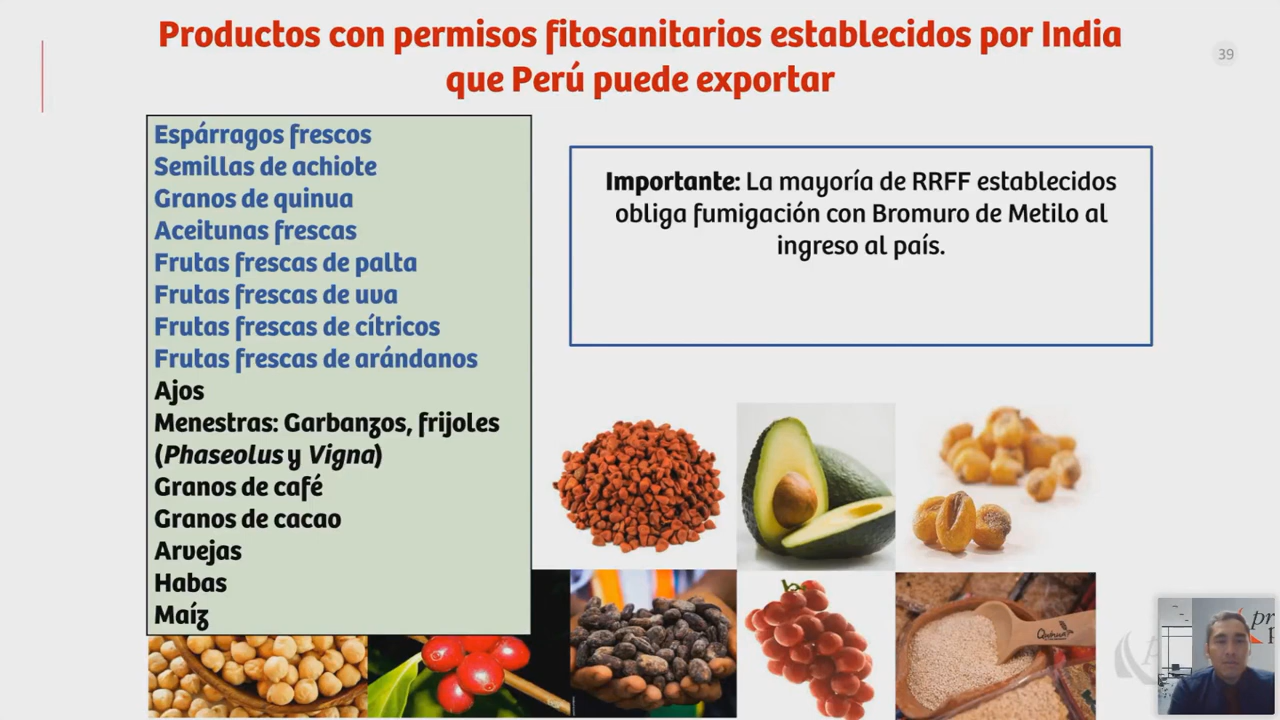 Productos con permisos fitosanitarios establecidos por India
que Perú puede exportar
39
Espárragos frescos
Semillas de achiote
Granos de quinua
Aceitunas frescas
Frutas frescas de palta
Frutas frescas de uva
Frutas frescas de cítricos
Frutas frescas de arándanos
Ajos
Menestras: Garbanzos, frijoles
(Phaseolus y Vigna)
Granos de café
Granos de cacao
Arvejas
Habas
Maíz
Importante: La mayoría de RRFF establecidos
obliga fumigación con Bromuro de Metilo al
ingreso al país.